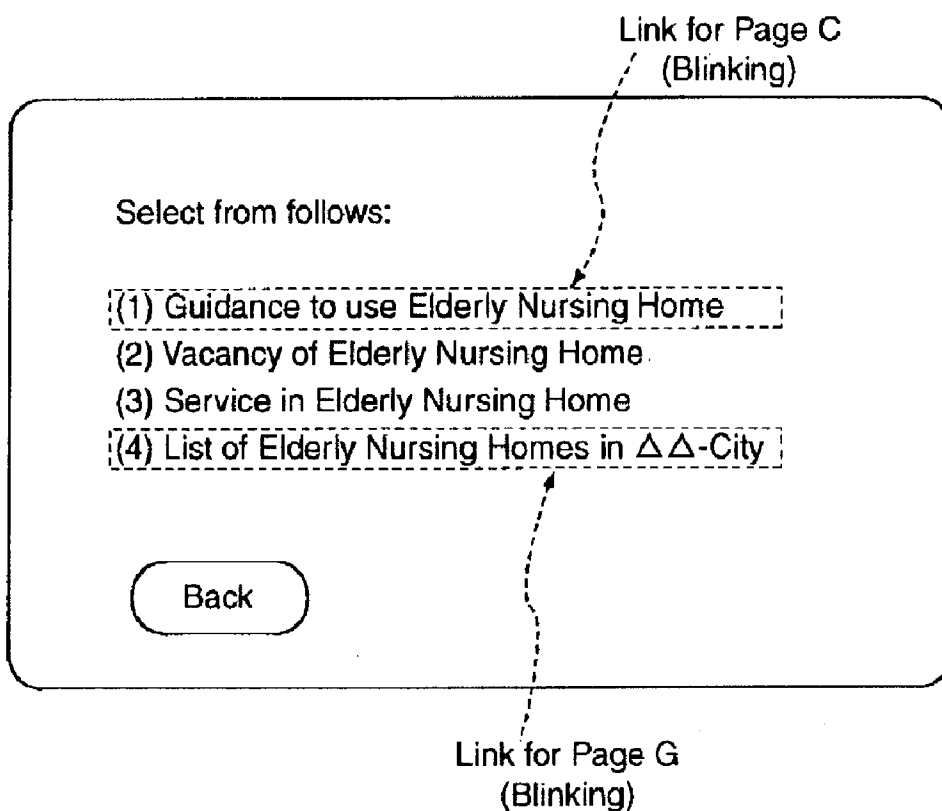 Link for Page C
(Blinking)
Select from follows:
(1) Guidance to use Elderly Nursing Home
(2) Vacancy of Elderly Nursing Home
(3) Service in Elderly Nursing Home
(4) List of Elderly Nursing Homes in △△-City
Back
Link for Page G
(Blinking)